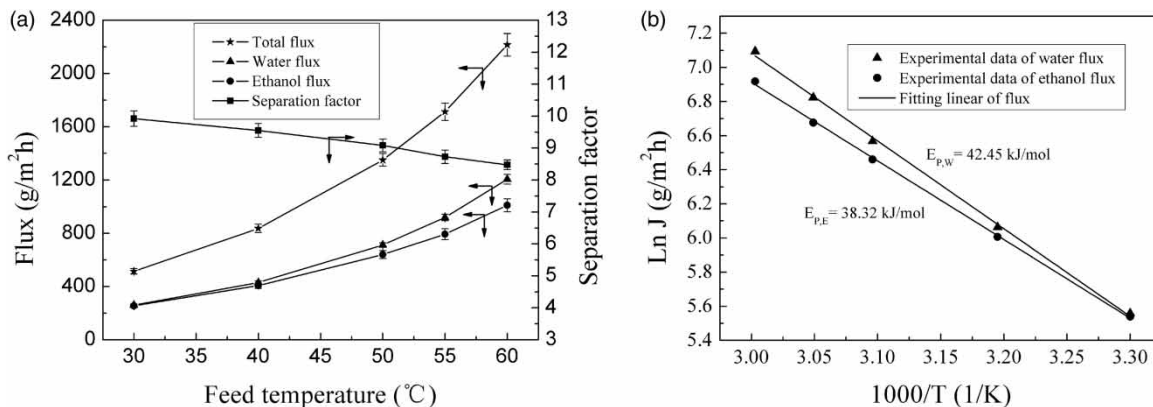 (a)
2400
2000
1600
1200
800
400
0
Flux (g/m²h)
Total flux
Water flux
Ethanol flux
Separation factor
13
12
11
10
9
8
7
6
5
4
3
Separation factor
30 35 40 45 50 55 60
Feed temperature (℃)
(b)
7.2
7.0
6.8
6.6
6.4
6.2
6.0
5.8
5.6
5.4
Ln J (g/m²h)
Experimental data of water flux
Experimental data of ethanol flux
Fitting linear of flux
E_P,W = 42.45 kJ/mol
E_P,E = 38.32 kJ/mol
3.00 3.05 3.10 3.15 3.20 3.25 3.30
1000/T (1/K)